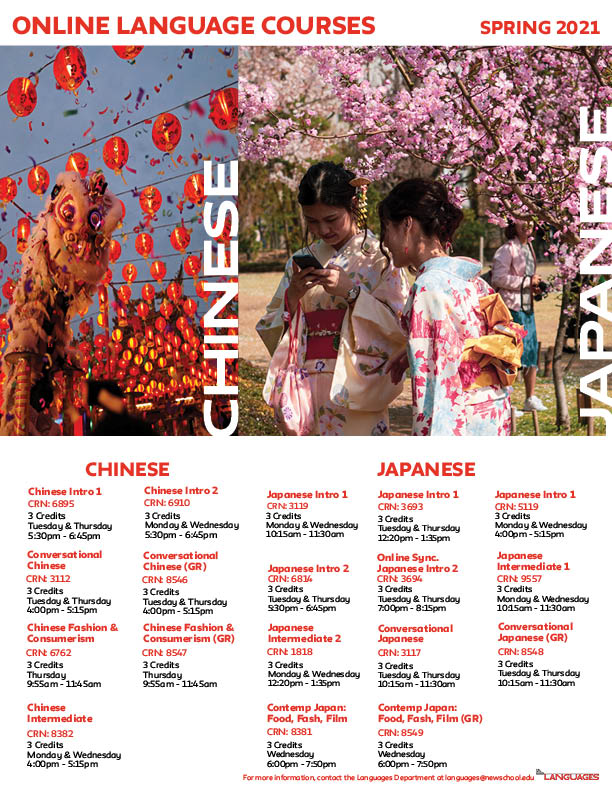 ONLINE LANGUAGE COURSES
SPRING 2021
CHINESE
JAPANESE
CHINESE
Chinese Intro 1
CRN: 6895
3 Credits
Tuesday & Thursday
5:30pm - 6:45pm
Chinese Intro 2
CRN: 6910
3 Credits
Monday & Wednesday
5:30pm - 6:45pm
Conversational
Chinese
CRN: 3112
3 Credits
Tuesday & Thursday
4:00pm - 5:15pm
Conversational
Chinese (GR)
CRN: 8546
3 Credits
Tuesday & Thursday
4:00pm - 5:15pm
Chinese Fashion &
Consumerism
CRN: 6762
3 Credits
Thursday
9:55am - 11:45am
Chinese Fashion &
Consumerism (GR)
CRN: 8547
3 Credits
Thursday
9:55am - 11:45am
Chinese
Intermediate
CRN: 8382
3 Credits
Monday & Wednesday
4:00pm - 5:15pm
JAPANESE
Japanese Intro 1
CRN: 3119
3 Credits
Monday & Wednesday
10:15am - 11:30am
Japanese Intro 1
CRN: 3693
3 Credits
Tuesday & Thursday
12:20pm - 1:35pm
Japanese Intro 1
CRN: 5119
3 Credits
Monday & Wednesday
4:00pm - 5:15pm
Japanese Intro 2
CRN: 6814
3 Credits
Tuesday & Thursday
5:30pm - 6:45pm
Online Sync.
Japanese Intro 2
CRN: 3694
3 Credits
Tuesday & Thursday
7:00pm - 8:15pm
Japanese
Intermediate 1
CRN: 9557
3 Credits
Monday & Wednesday
10:15am - 11:30am
Japanese
Intermediate 2
CRN: 1818
3 Credits
Monday & Wednesday
12:20pm - 1:35pm
Conversational
Japanese
CRN: 3117
3 Credits
Tuesday & Thursday
10:15am - 11:30am
Conversational
Japanese (GR)
CRN: 8548
3 Credits
Tuesday & Thursday
10:15am - 11:30am
Contemp Japan:
Food, Fash, Film
CRN: 8381
3 Credits
Wednesday
6:00pm - 7:50pm
Contemp Japan:
Food, Fash, Film (GR)
CRN: 8549
3 Credits
Wednesday
6:00pm - 7:50pm
For more information, contact the Languages Department at languages@newschool.edu
LANGUAGES